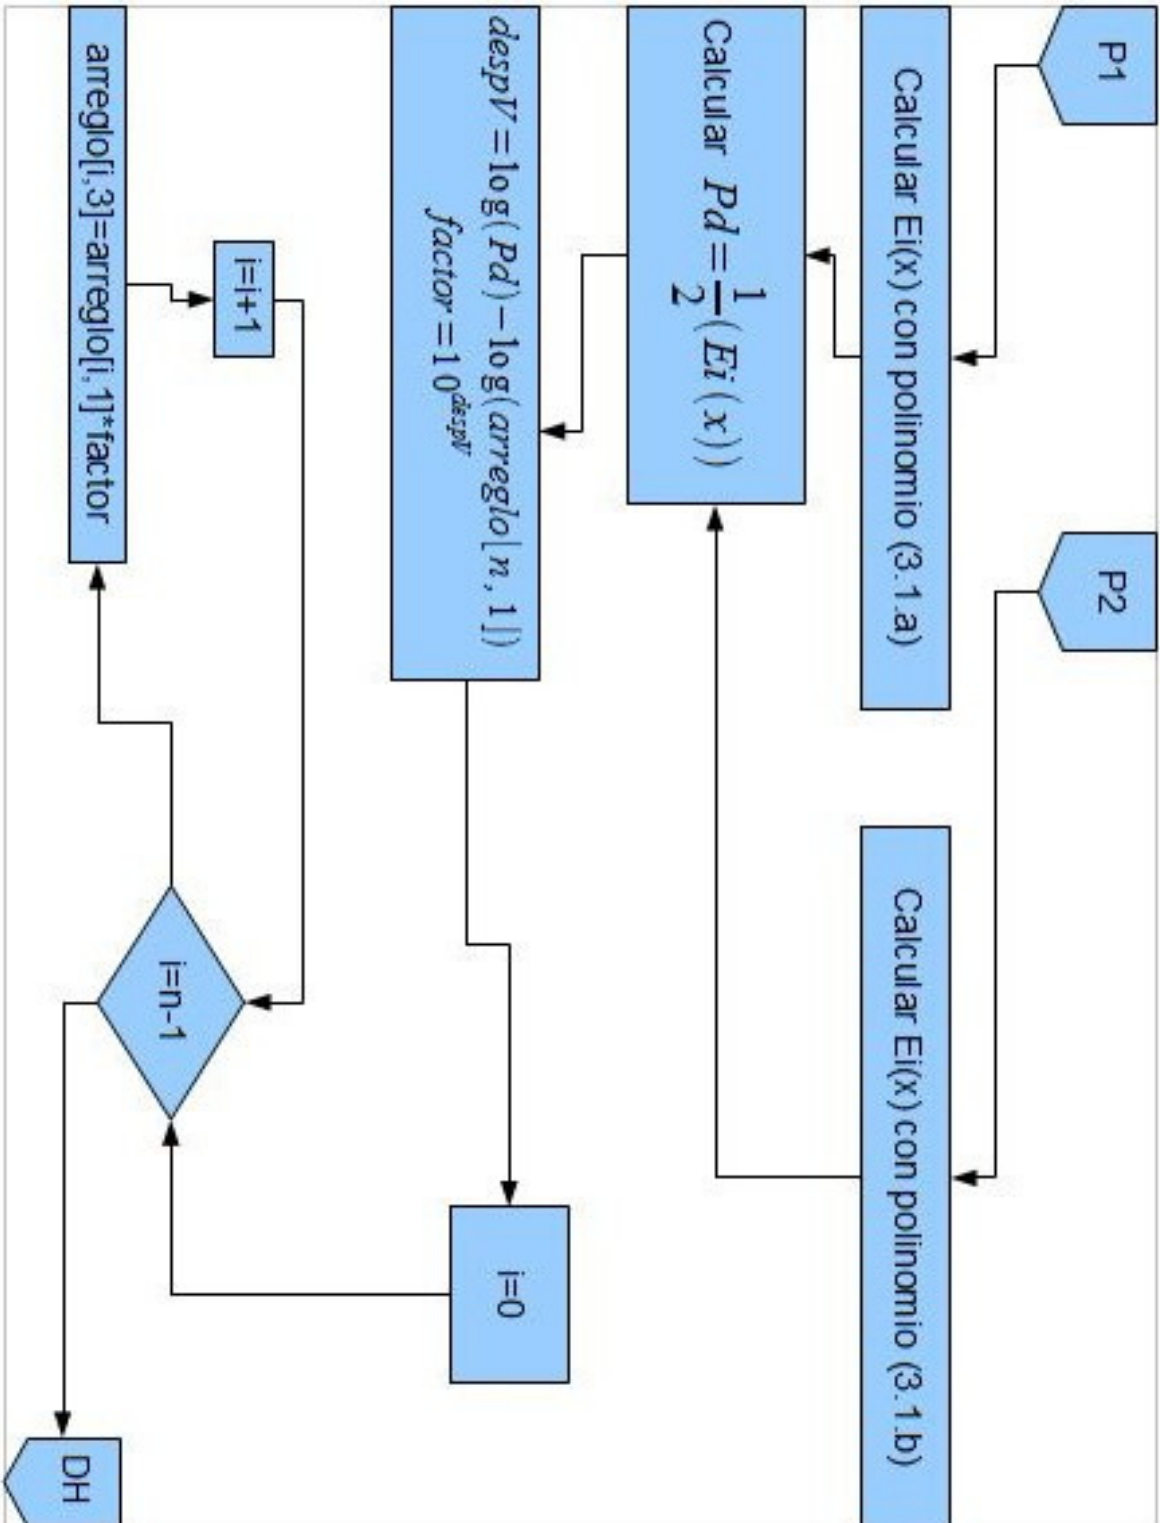 P1
P2
Calcular Ei(x) con polinomio (3.1.a)
Calcular Ei(x) con polinomio (3.1.b)
Calcular Pd=1/2(Ei(x))
despV=log(Pd)−log(arreglo[n,1])
factor=10^despV
i=0
i=i+1
i=n-1
arreglo[i,3]=arreglo[i,1]*factor
DH